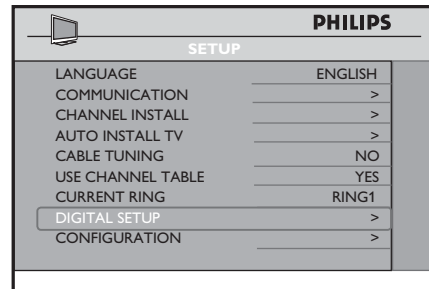 PHILIPS
SETUP
LANGUAGE ENGLISH
COMMUNICATION >
CHANNEL INSTALL >
AUTO INSTALL TV >
CABLE TUNING NO
USE CHANNEL TABLE YES
CURRENT RING RING1
DIGITAL SETUP >
CONFIGURATION >